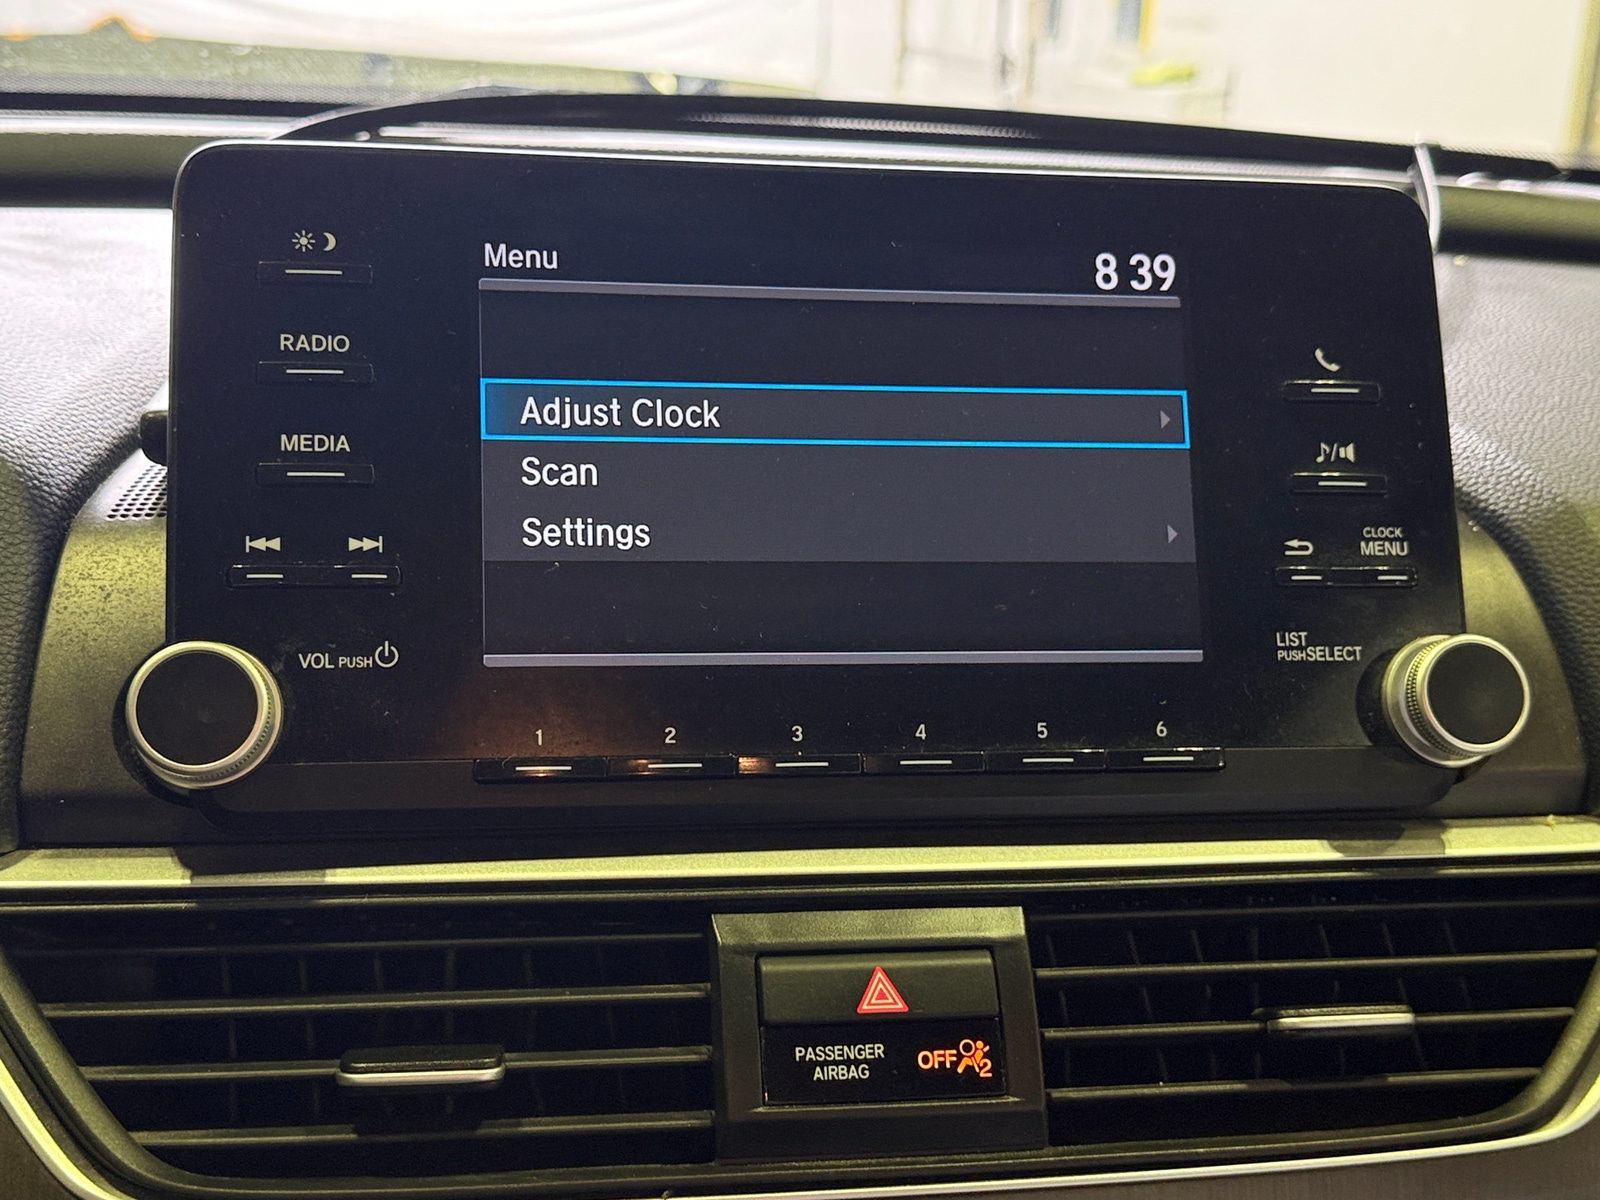 Menu
8 39
RADIO
MEDIA
Adjust Clock
Scan
Settings
CLOCK
MENU
VOL PUSH
LIST
PUSH SELECT
1 2 3 4 5 6
PASSENGER
AIRBAG
OFF 2